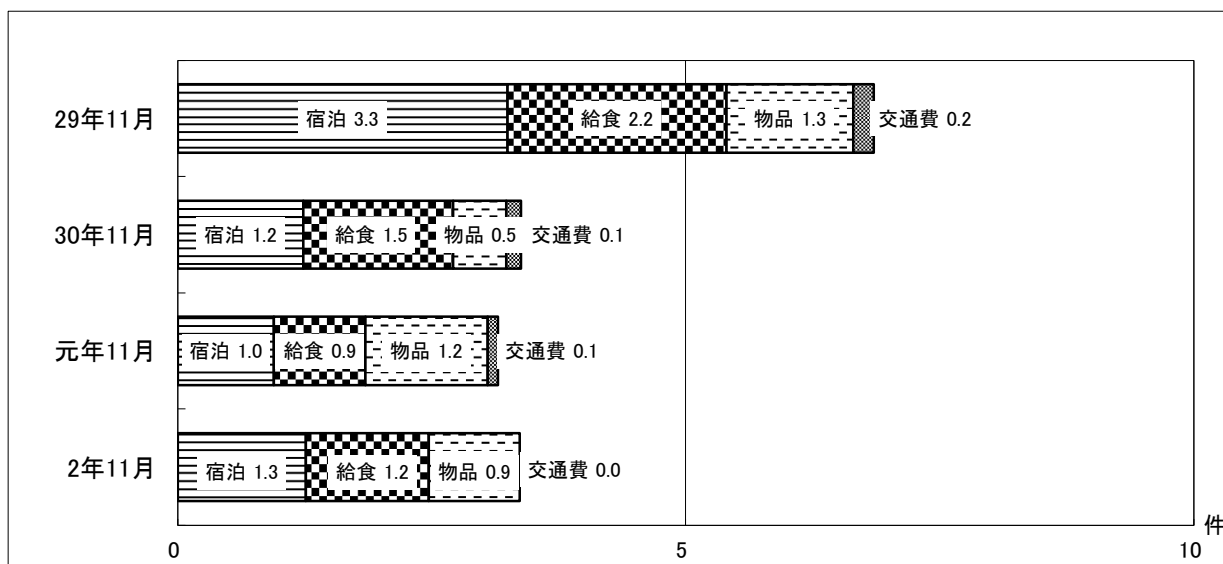 29年11月 宿泊 3.3 給食 2.2 物品 1.3 交通費 0.2
30年11月 宿泊 1.2 給食 1.5 物品 0.5 交通費 0.1
元年11月 宿泊 1.0 給食 0.9 物品 1.2 交通費 0.1
2年11月 宿泊 1.3 給食 1.2 物品 0.9 交通費 0.0
件
0 5 10